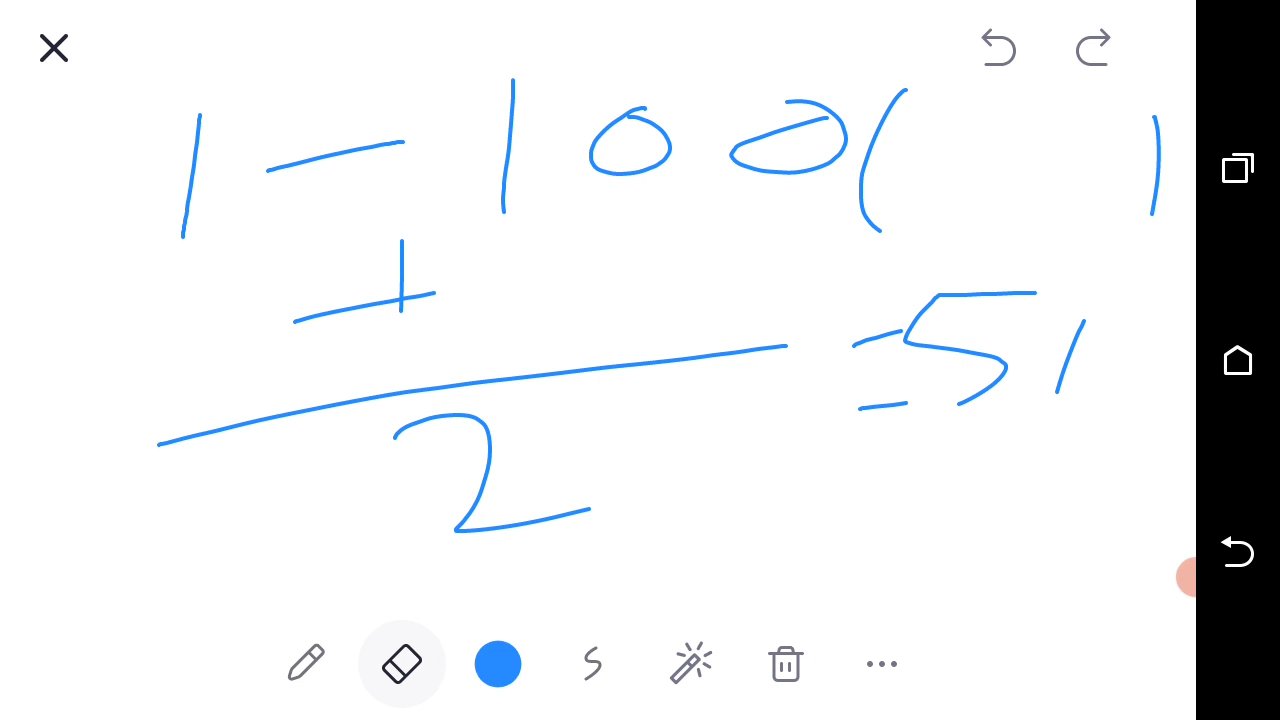 1 - 100( )
+
2
= 51